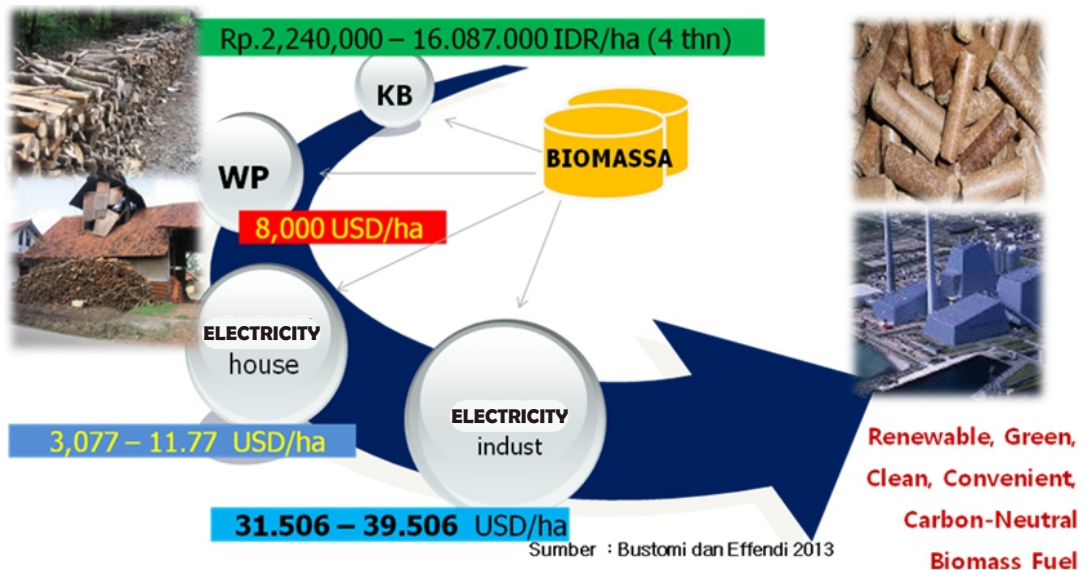 Rp.2,240,000 – 16.087.000 IDR/ha (4 thn)
KB
BIOMASSA
WP
8,000 USD/ha
ELECTRICITY
house
ELECTRICITY
indust
3,077 – 11.77 USD/ha
31.506 – 39.506 USD/ha
Sumber : Bustomi dan Effendi 2013
Renewable, Green,
Clean, Convenient,
Carbon-Neutral
Biomass Fuel